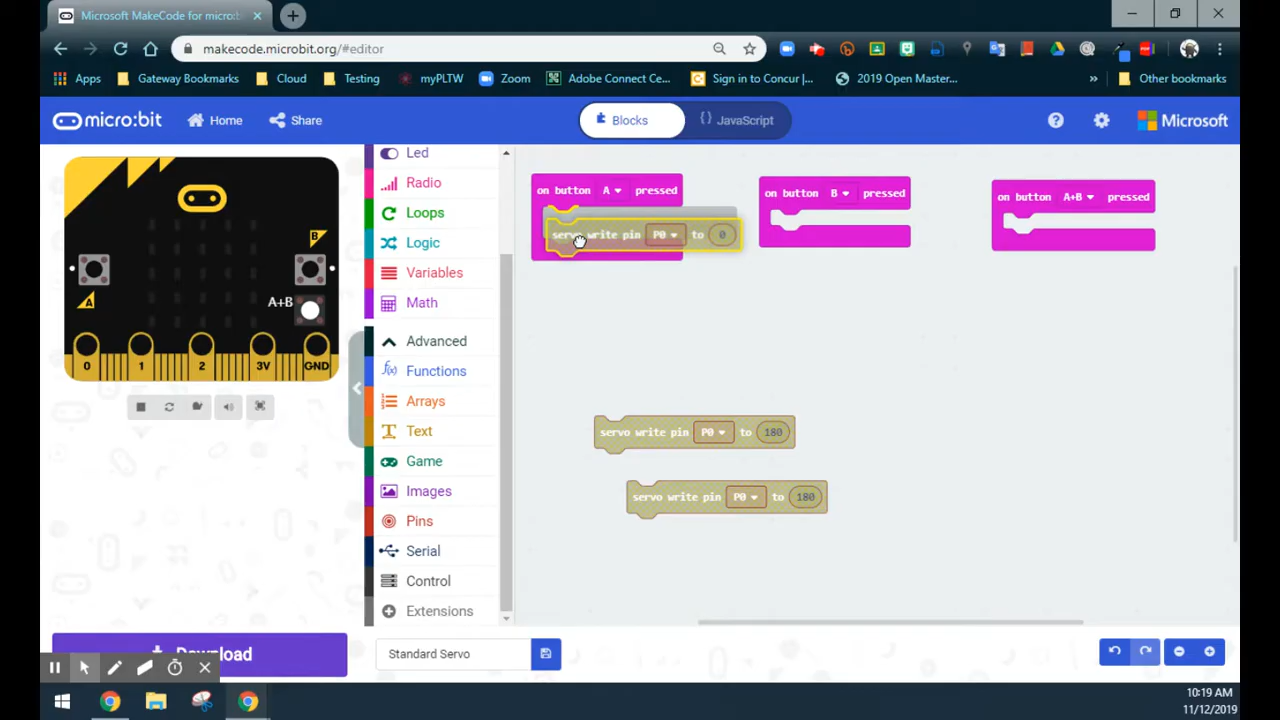 Microsoft MakeCode for micro:b
makecode.microbit.org/#editor
Apps
Gateway Bookmarks
Cloud
Testing
myPLTW
Zoom
Adobe Connect Ce...
Sign in to Concur |...
2019 Open Master...
»
Other bookmarks
micro:bit
Home
Share
Blocks
{ } JavaScript
Microsoft
B
A+B
A
0
1
2
3V
GND
Led
Radio
Loops
Logic
Variables
Math
Advanced
Functions
Arrays
Text
Game
Images
Pins
Serial
Control
Extensions
on button A pressed
servo write pin P0 to 0
on button B pressed
on button A+B pressed
servo write pin P0 to 180
servo write pin P0 to 180
Download
Standard Servo
10:19 AM
11/12/2019